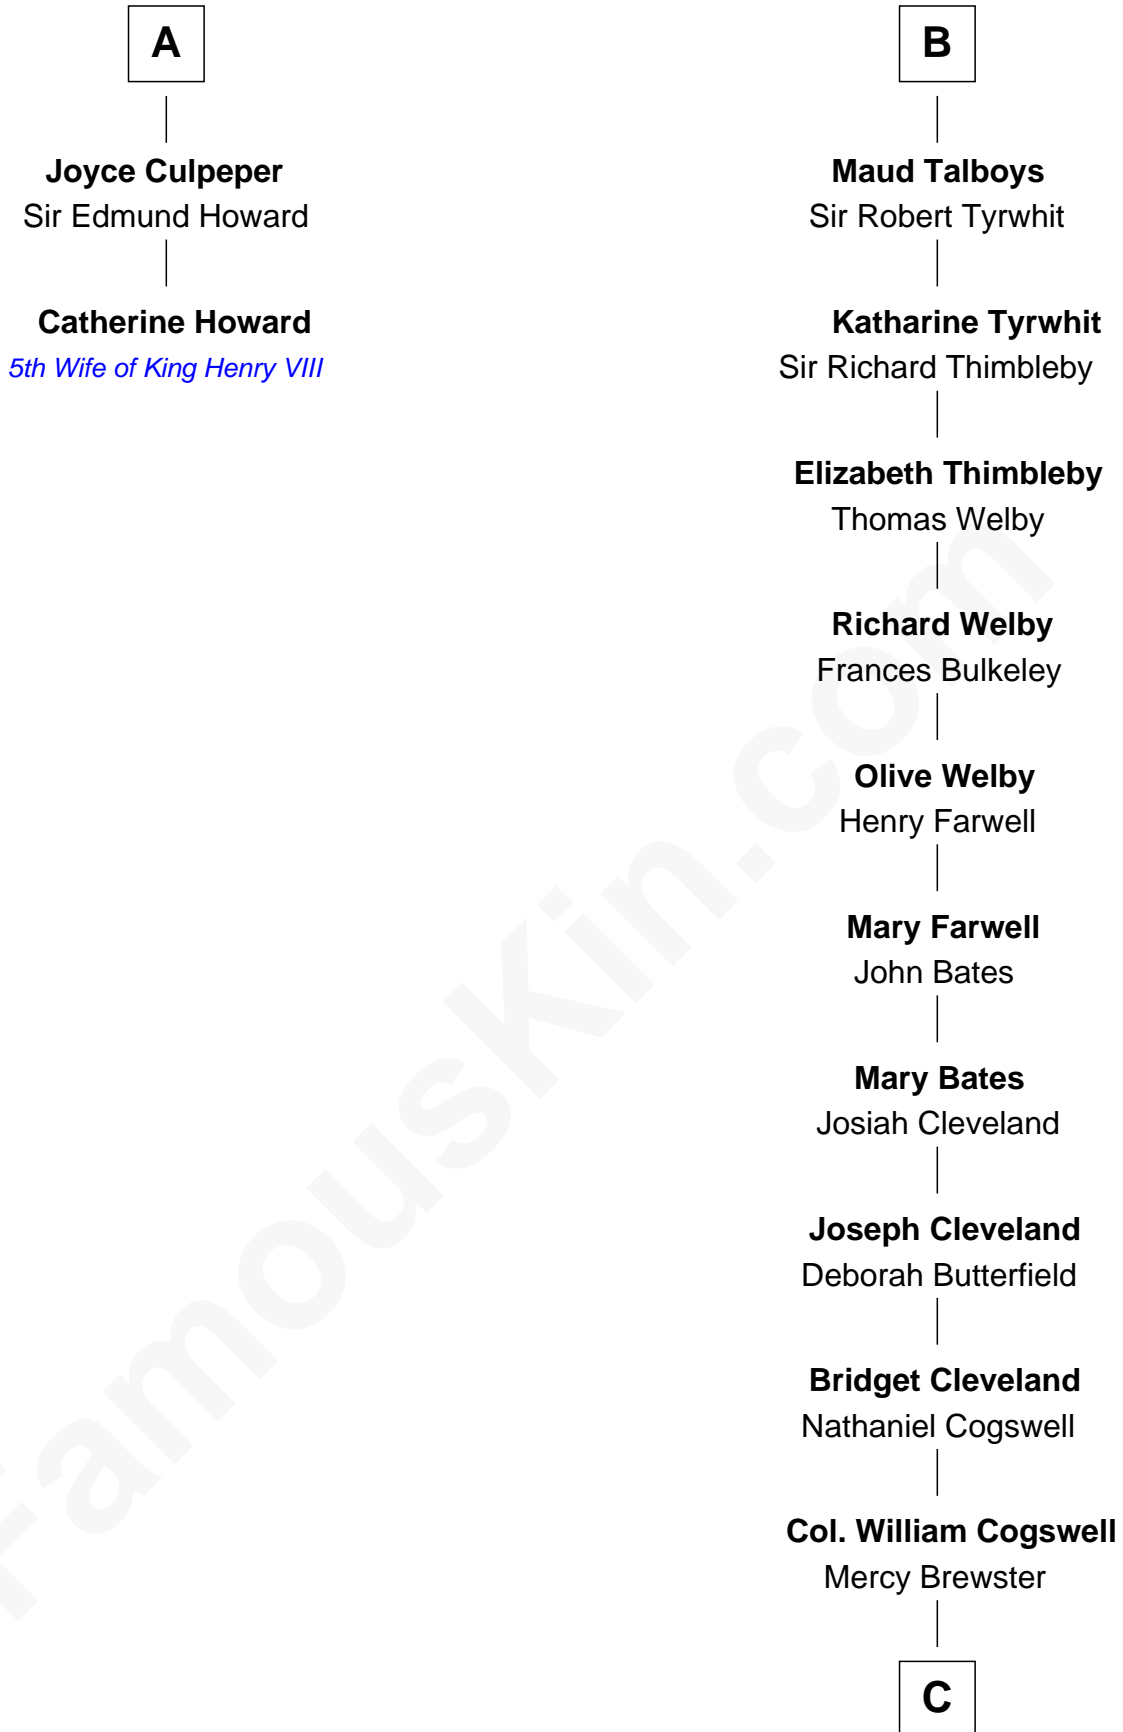 A
Joyce Culpeper
Sir Edmund Howard
Catherine Howard
5th Wife of King Henry VIII
B
Maud Talboys
Sir Robert Tyrwhit
Katharine Tyrwhit
Sir Richard Thimbleby
Elizabeth Thimbleby
Thomas Welby
Richard Welby
Frances Bulkeley
Olive Welby
Henry Farwell
Mary Farwell
John Bates
Mary Bates
Josiah Cleveland
Joseph Cleveland
Deborah Butterfield
Bridget Cleveland
Nathaniel Cogswell
Col. William Cogswell
Mercy Brewster
C
FamousKin.com